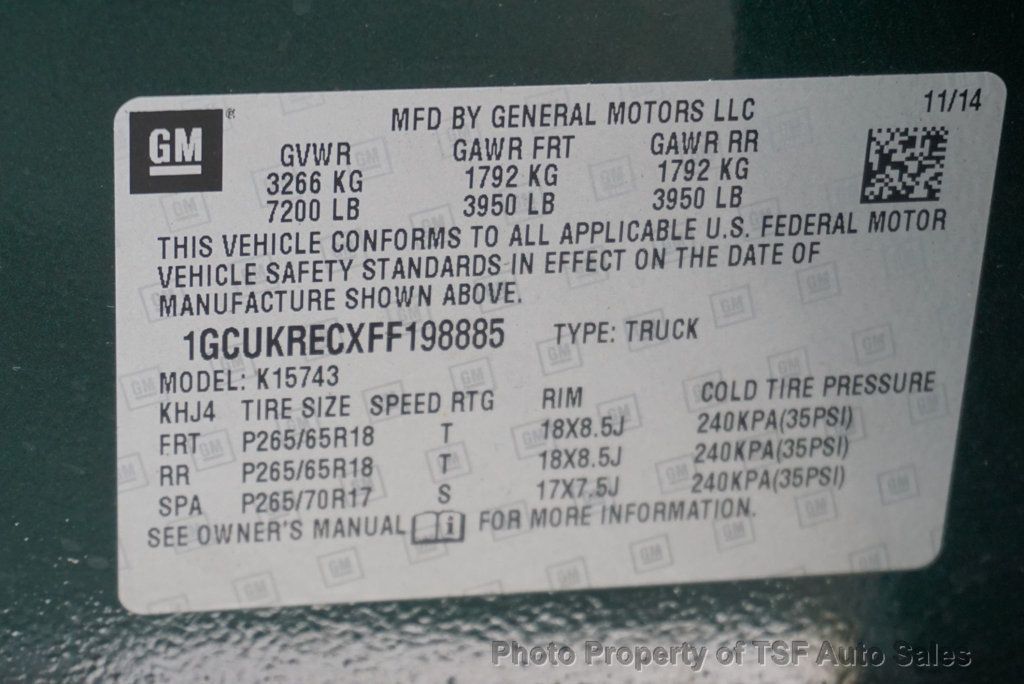 GM ®
MFD BY GENERAL MOTORS LLC 11/14
GVWR GAWR FRT GAWR RR
3266 KG 1792 KG 1792 KG
7200 LB 3950 LB 3950 LB
THIS VEHICLE CONFORMS TO ALL APPLICABLE U.S. FEDERAL MOTOR
VEHICLE SAFETY STANDARDS IN EFFECT ON THE DATE OF
MANUFACTURE SHOWN ABOVE.
1GCUKRECXFF198885 TYPE: TRUCK
MODEL: K15743
KHJ4 TIRE SIZE SPEED RTG RIM COLD TIRE PRESSURE
FRT P265/65R18 T 18X8.5J 240KPA(35PSI)
RR P265/65R18 T 18X8.5J 240KPA(35PSI)
SPA P265/70R17 S 17X7.5J 240KPA(35PSI)
SEE OWNER'S MANUAL i FOR MORE INFORMATION.
Photo Property of TSF Auto Sales